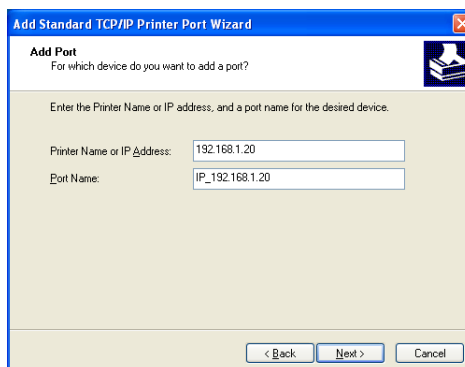 Add Standard TCP/IP Printer Port Wizard
Add Port
For which device do you want to add a port?
Enter the Printer Name or IP address, and a port name for the desired device.
Printer Name or IP Address: 192.168.1.20
Port Name: IP_192.168.1.20
< Back Next > Cancel